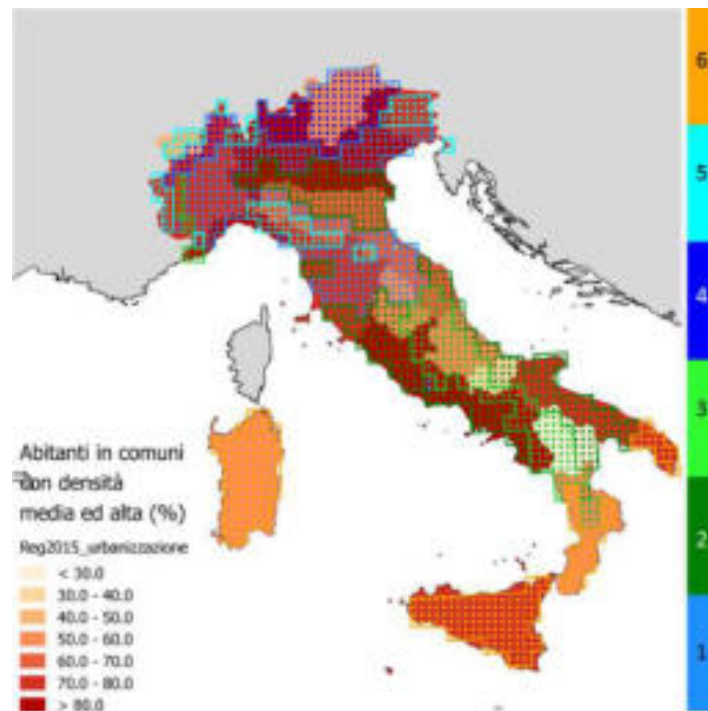 6
5
4
3
2
1
Abitanti in comuni
con densità
media ed alta (%)
Reg2015_urbanizzazione
< 30.0
30.0 - 40.0
40.0 - 50.0
50.0 - 60.0
60.0 - 70.0
70.0 - 80.0
> 80.0